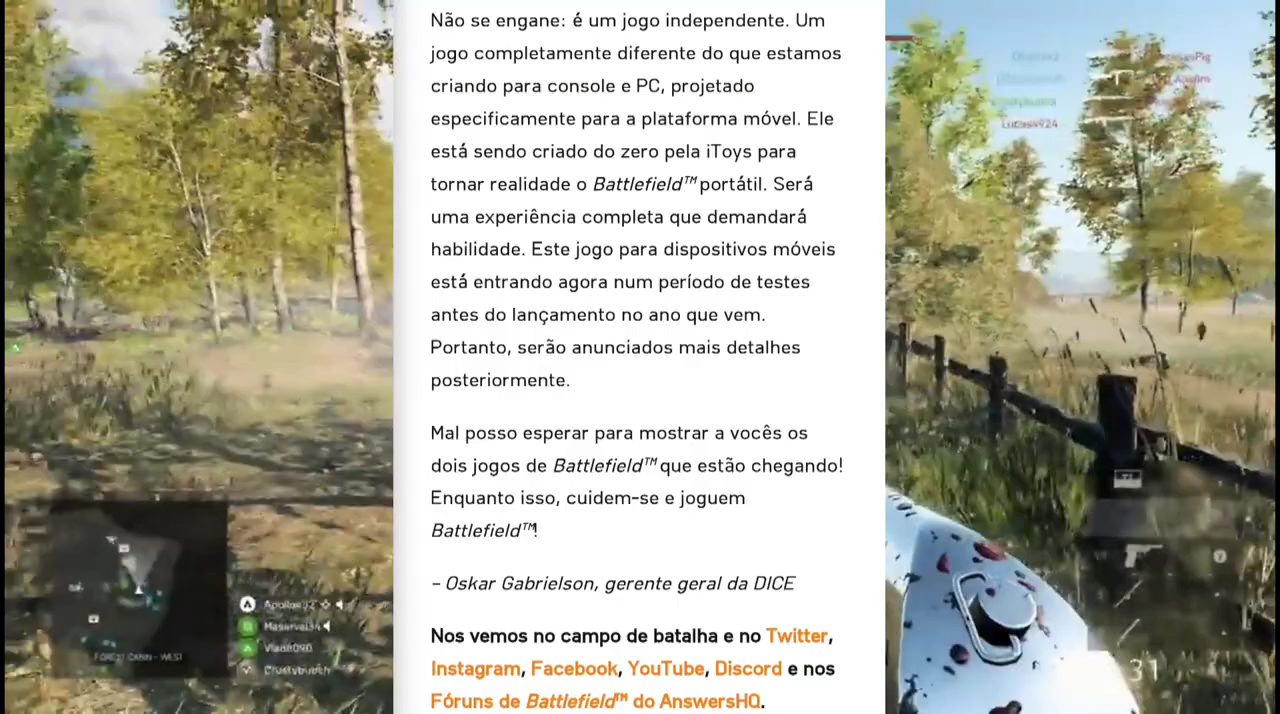 Não se engane: é um jogo independente. Um
jogo completamente diferente do que estamos
criando para console e PC, projetado
especificamente para a plataforma móvel. Ele
está sendo criado do zero pela iToys para
tornar realidade o Battlefield™ portátil. Será
uma experiência completa que demandará
habilidade. Este jogo para dispositivos móveis
está entrando agora num período de testes
antes do lançamento no ano que vem.
Portanto, serão anunciados mais detalhes
posteriormente.
Mal posso esperar para mostrar a vocês os
dois jogos de Battlefield™ que estão chegando!
Enquanto isso, cuidem-se e joguem
Battlefield™!
– Oskar Gabrielson, gerente geral da DICE
Nos vemos no campo de batalha e no Twitter,
Instagram, Facebook, YouTube, Discord e nos
Fóruns de Battlefield™ do AnswersHQ.
FOREST CABIN - WEST
31